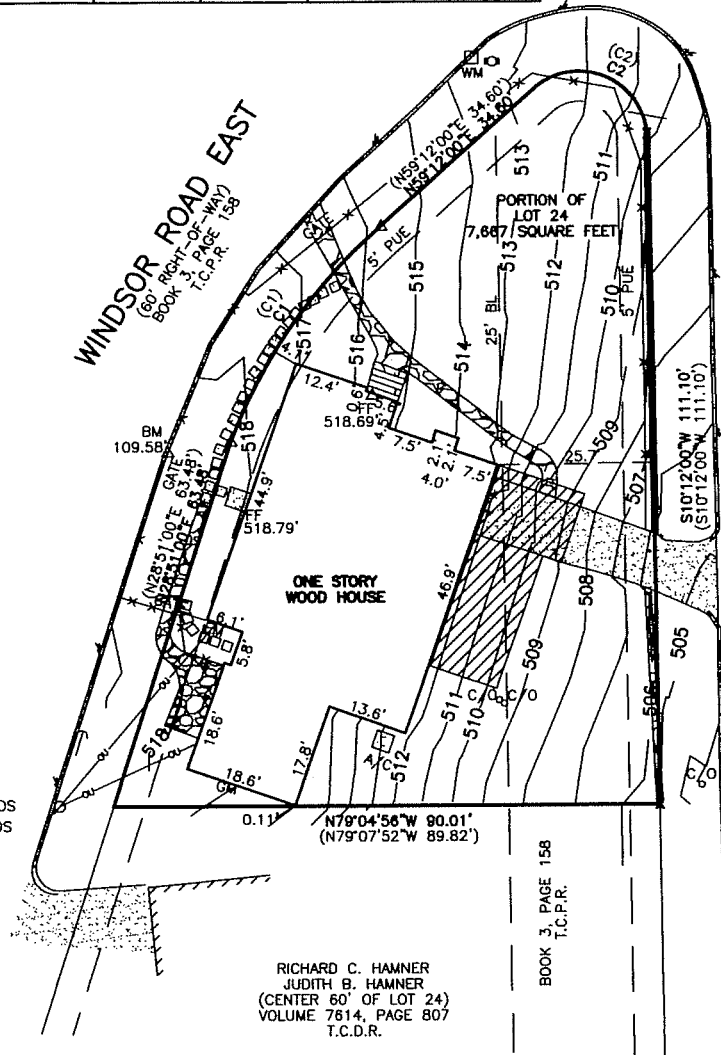 (C2)
C2
WM
WINDSOR ROAD EAST
(60' RIGHT-OF-WAY)
BOOK 3, PAGE 158
T.C.P.R.
(N59°12'00"E 34.60')
N59°12'00"E 34.60'
513
511
PORTION OF
LOT 24
7,667 SQUARE FEET
GATE
5' PUE
515
513
512
510
5' PUE
25' BL
(C1)
C1
517
516
514
4.7'
12.4'
0.6'
5.6'
FF
518.69'
4.5'
7.5'
2.1'
2.1'
4.0'
7.5'
25.1'
509
507
S10°12'00"W 111.10'
(S10°12'00"W 111.10')
BM
109.58'
518
GATE
(N28°51'00"E 63.48')
N28°51'00"E 63.48'
44.9'
FF
518.79'
ONE STORY
WOOD HOUSE
46.9'
508
509
505
506
6.1'
5.8'
C/O
C/O
511
510
13.6'
518
18.6'
17.8'
A/C
512
C/O
18.6'
GM
0.11'
N79°04'56"W 90.01'
(N79°07'52"W 89.82')
OS
OS
BOOK 3, PAGE 158
T.C.P.R.
RICHARD C. HAMNER
JUDITH B. HAMNER
(CENTER 60' OF LOT 24)
VOLUME 7614, PAGE 807
T.C.D.R.